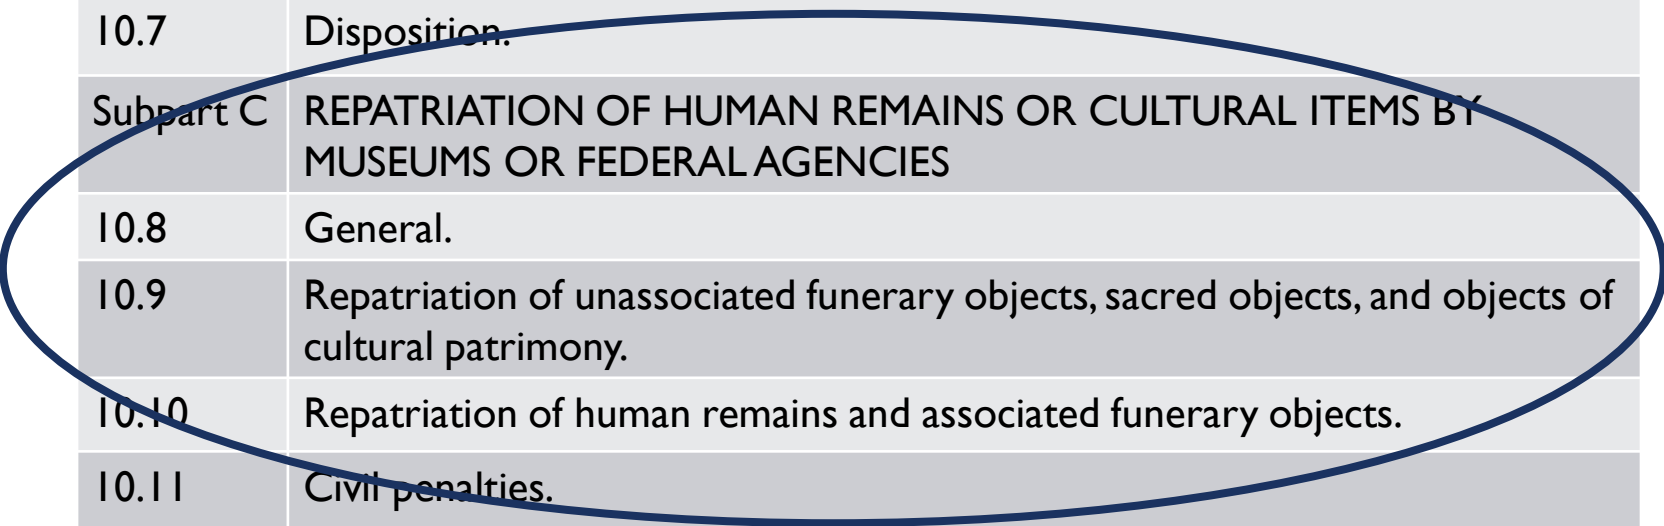 10.7 Disposition.
Subpart C REPATRIATION OF HUMAN REMAINS OR CULTURAL ITEMS BY
MUSEUMS OR FEDERAL AGENCIES
10.8 General.
10.9 Repatriation of unassociated funerary objects, sacred objects, and objects of
cultural patrimony.
10.10 Repatriation of human remains and associated funerary objects.
10.11 Civil penalties.